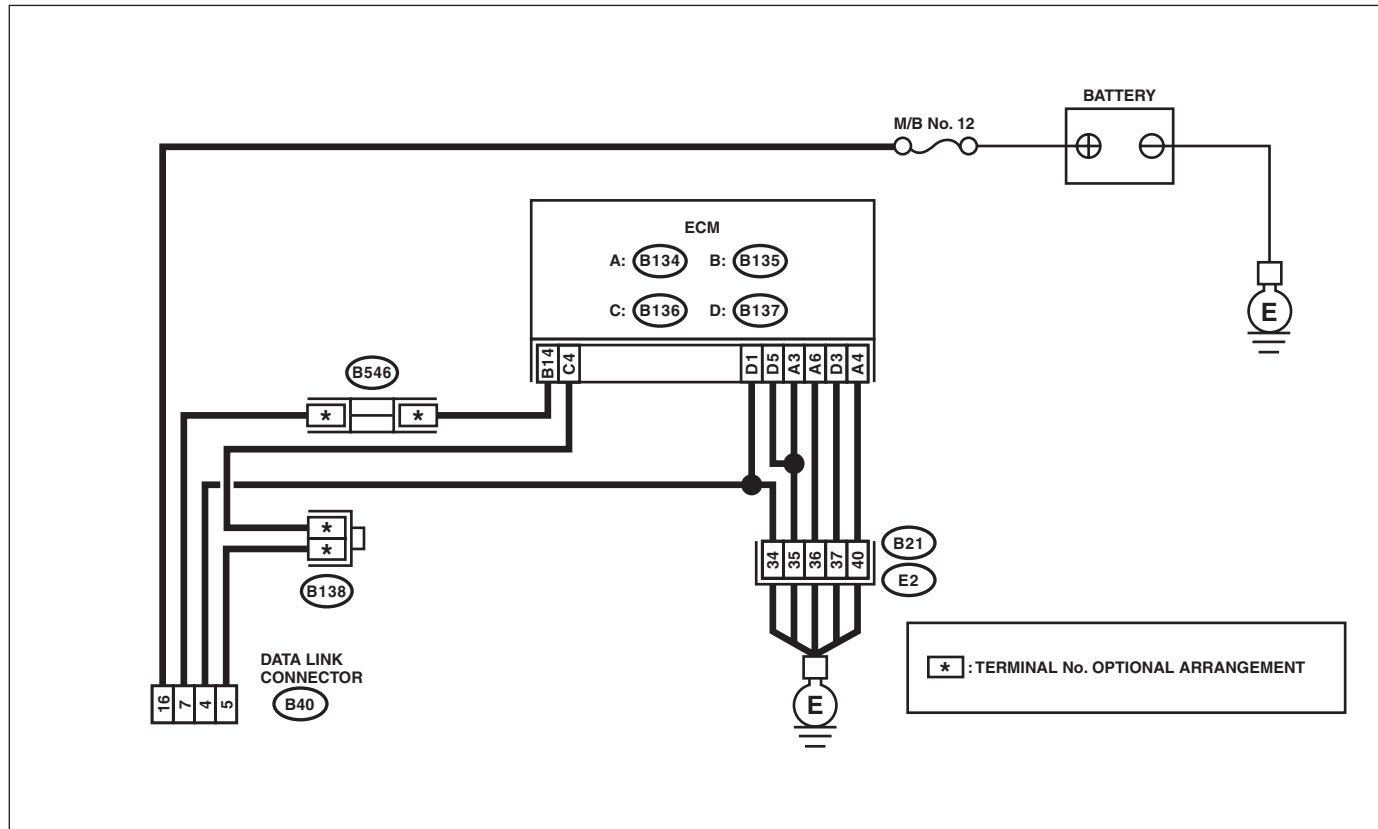 BATTERY
M/B No. 12
E
ECM
A: B134 B: B135
C: B136 D: B137
B14 C4 D1 D5 A3 A6 D3 A4
B546
* *
*
*
B138
34 35 36 37 40
B21
E2
E
DATA LINK
CONNECTOR
B40
16 7 4 5
* : TERMINAL No. OPTIONAL ARRANGEMENT